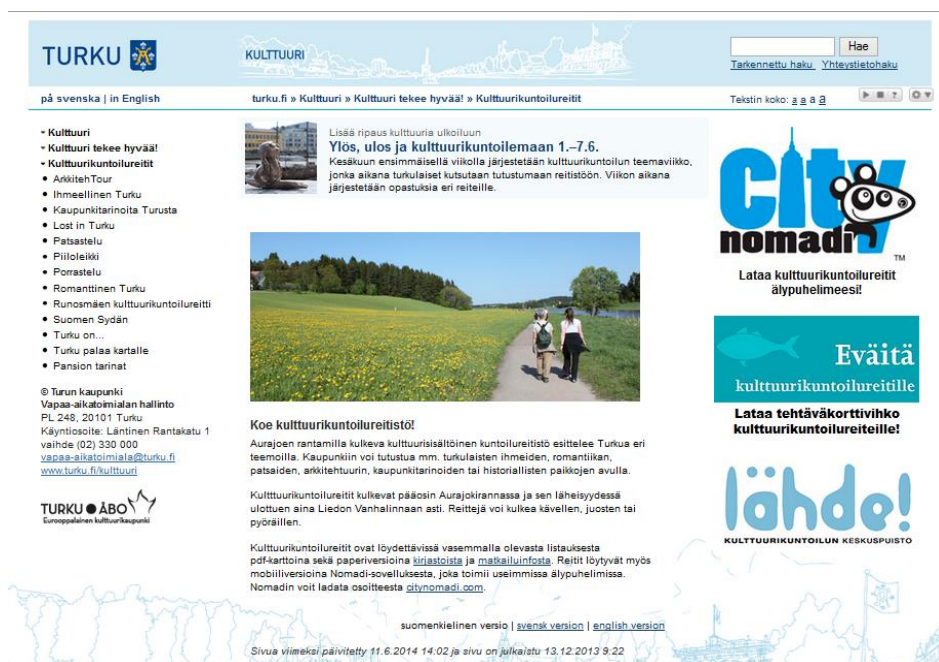 TURKU
KULTTUURI
Hae
Tarkennettu haku Yhteystietohaku
på svenska | in English
turku.fi » Kulttuuri » Kulttuuri tekee hyvää! » Kulttuurikuntoilureitit
Tekstin koko: a a a a
?
Kulttuuri
Kulttuuri tekee hyvää!
Kulttuurikuntoilureitit
ArkkitehTour
Ihmeellinen Turku
Kaupunkitarinoita Turusta
Lost in Turku
Patsastelu
Piiloleikki
Porrastelu
Romanttinen Turku
Runosmäen kulttuurikuntoilureitti
Suomen Sydän
Turku on...
Turku palaa kartalle
Pansion tarinat
© Turun kaupunki
Vapaa-aikatoimialan hallinto
PL 248, 20101 Turku
Käyntiosoite: Läntinen Rantakatu 1
vaihde (02) 330 000
vapaa-aikatoimiala@turku.fi
www.turku.fi/kulttuuri
TURKU ÅBO
Eurooppalainen kulttuurikaupunki
Lisää ripaus kulttuuria ulkoiluun
Ylös, ulos ja kulttuurikuntoilemaan 1.–7.6.
Kesäkuun ensimmäisellä viikolla järjestetään kulttuurikuntoilun teemaviikko,
jonka aikana turkulaiset kutsutaan tutustumaan reitistöön. Viikon aikana
järjestetään opastuksia eri reiteille.
Koe kulttuurikuntoilureitistö!
Aurajoen rantamilla kulkeva kulttuurisisältöinen kuntoilureitistö esittelee Turkua eri
teemoilla. Kaupunkiin voi tutustua mm. turkulaisten ihmeiden, romantiikan,
patsaiden, arkkitehtuurin, kaupunkitarinoiden tai historiallisten paikkojen avulla.
Kultttuurikuntoilureitit kulkevat pääosin Aurajokirannassa ja sen läheisyydessä
ulottuen aina Liedon Vanhalinnaan asti. Reittejä voi kulkea kävellen, juosten tai
pyöräillen.
Kulttuurikuntoilureitit ovat löydettävissä vasemmalla olevasta listauksesta
pdf-karttoina sekä paperiversioina kirjastoista ja matkailuinfosta. Reitit löytyvät myös
mobiiliversioina Nomadi-sovelluksesta, joka toimii useimmissa älypuhelimissa.
Nomadin voit ladata osoitteesta citynomadi.com.
suomenkielinen versio | svensk version | english version
Sivua viimeksi päivitetty 11.6.2014 14:02 ja sivu on julkaistu 13.12.2013 9:22
City
nomadi
TM
Lataa kulttuurikuntoilureitit
älypuhelimeesi!
Eväitä
kulttuurikuntoilureitille
Lataa tehtäväkorttivihko
kulttuurikuntoilureiteille!
lähde!
KULTTUURIKUNTOILUN KESKUSPUISTO